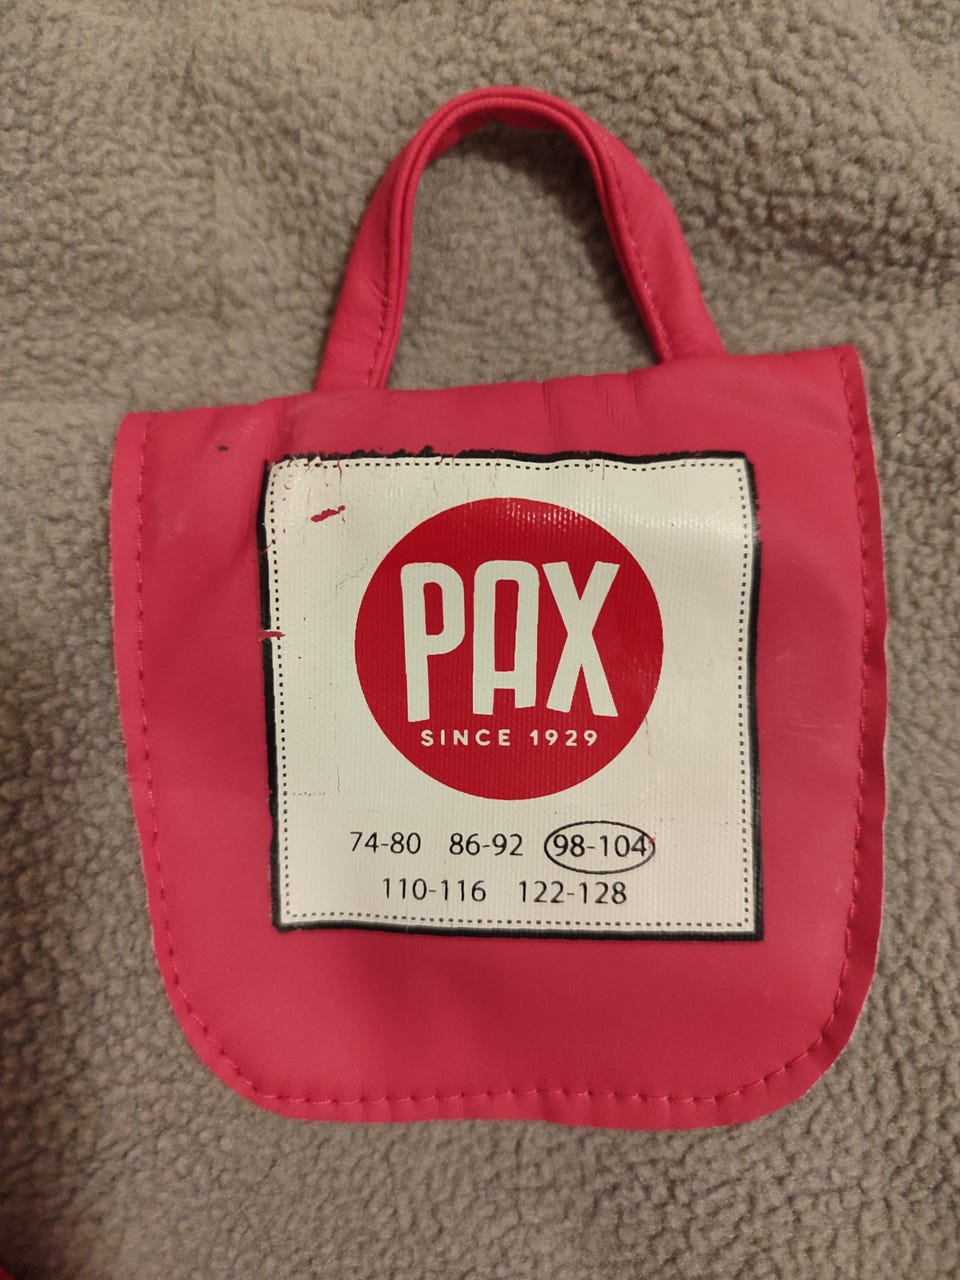 PAX
SINCE 1929
74-80 86-92 98-104
110-116 122-128